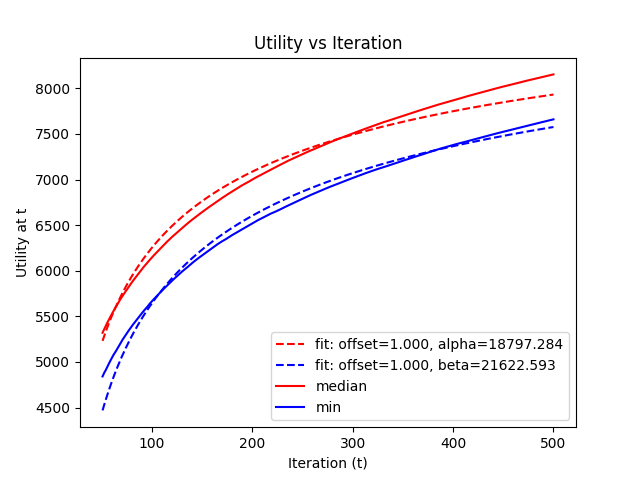 Utility vs Iteration
Utility at t
8000
7500
7000
6500
6000
5500
5000
4500
fit: offset=1.000, alpha=18797.284
fit: offset=1.000, beta=21622.593
median
min
100 200 300 400 500
Iteration (t)